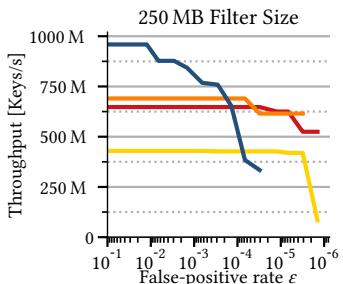 250 MB Filter Size
Throughput [Keys/s]
1000 M
750 M
500 M
250 M
0
10⁻¹ 10⁻² 10⁻³ 10⁻⁴ 10⁻⁵ 10⁻⁶
False-positive rate ε